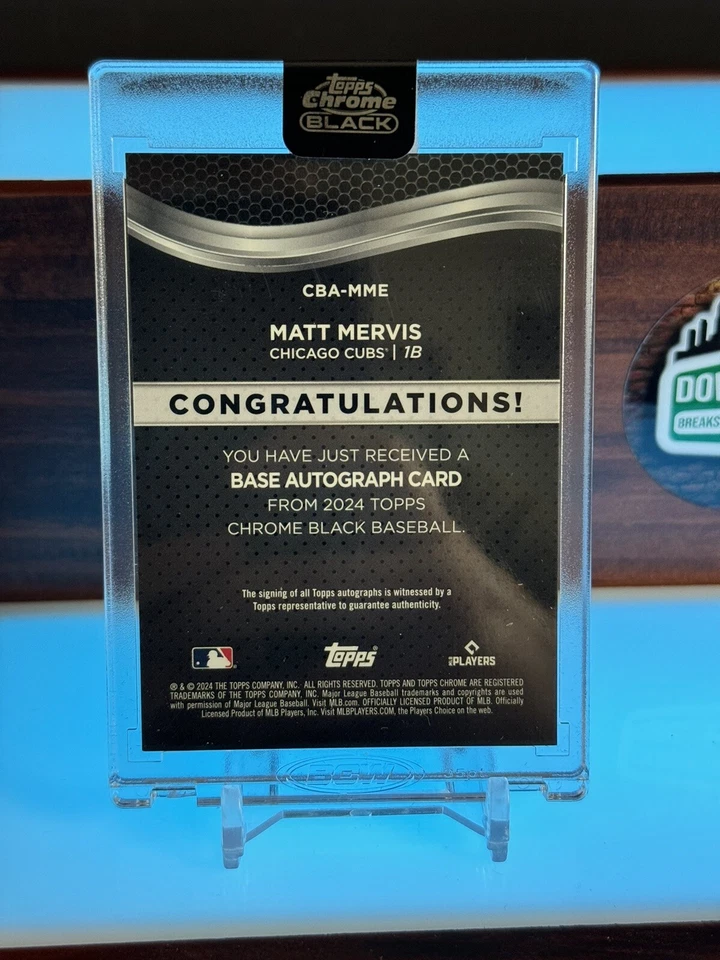 Topps
Chrome
BLACK
CBA-MME
MATT MERVIS
CHICAGO CUBS® | 1B
CONGRATULATIONS!
YOU HAVE JUST RECEIVED A
BASE AUTOGRAPH CARD
FROM 2024 TOPPS
CHROME BLACK BASEBALL.
The signing of all Topps autographs is witnessed by a
Topps representative to guarantee authenticity.
Topps®
MLB PLAYERS
® & © 2024 THE TOPPS COMPANY, INC. ALL RIGHTS RESERVED. TOPPS AND TOPPS CHROME ARE REGISTERED
TRADEMARKS OF THE TOPPS COMPANY, INC. Major League Baseball trademarks and copyrights are used
with permission of Major League Baseball. Visit MLB.com. OFFICIALLY LICENSED PRODUCT OF MLB. Officially
Licensed Product of MLB Players, Inc. Visit MLBPLAYERS.COM, the Players Choice on the web.
BCW
BREAKS